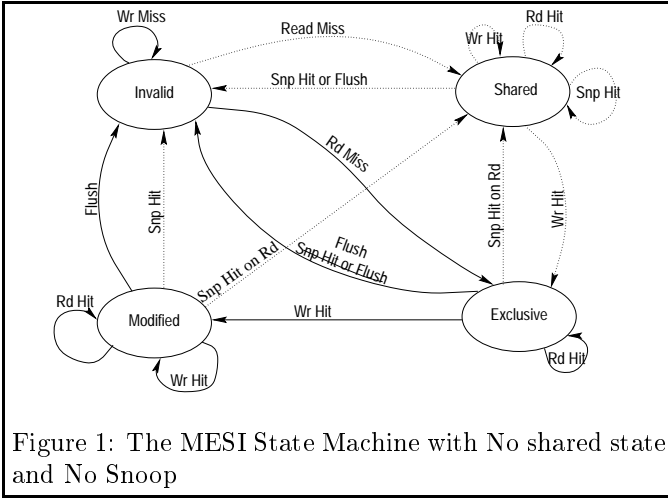 Wr Miss
Read Miss
Rd Hit
Wr Hit
Snp Hit or Flush
Invalid
Shared
Snp Hit
Rd Miss
Flush
Snp Hit
Snp Hit on Rd
Flush
Snp Hit or Flush
Snp Hit on Rd
Wr Hit
Rd Hit
Modified
Wr Hit
Exclusive
Wr Hit
Rd Hit
Figure 1: The MESI State Machine with No shared state
and No Snoop